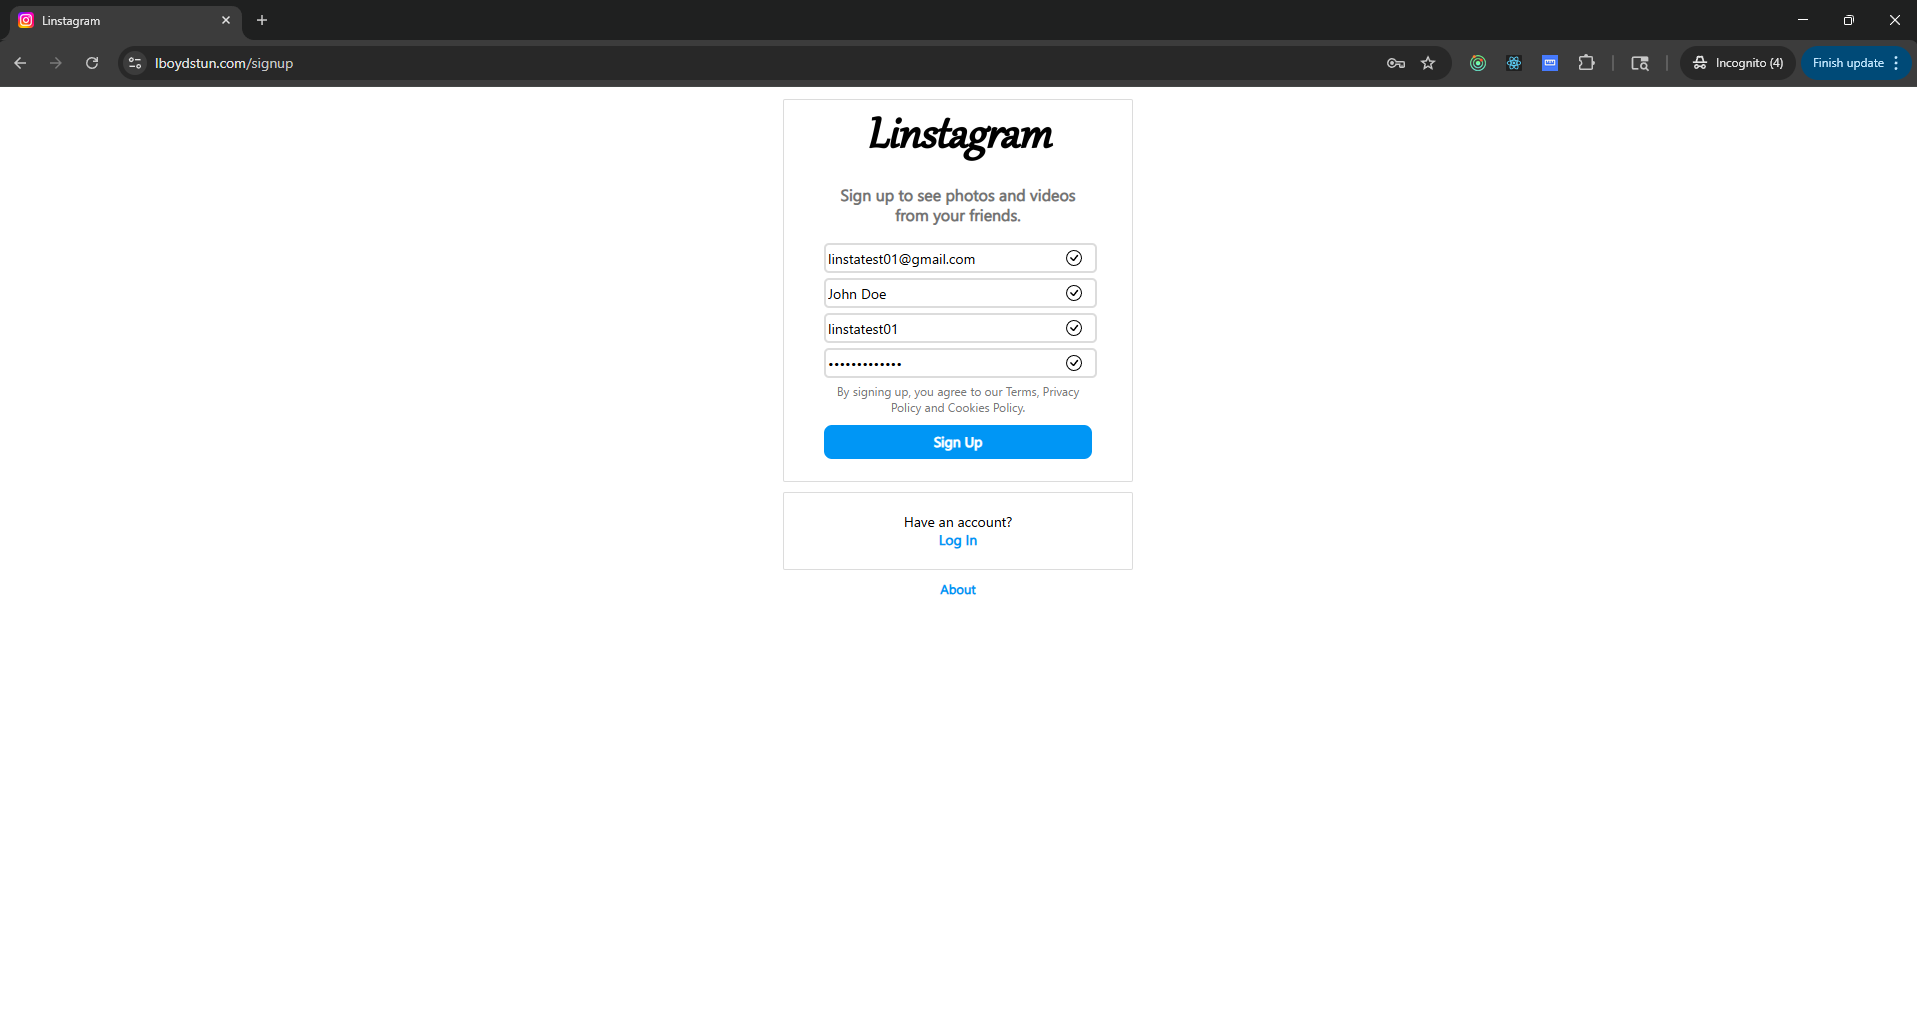 Linstagram
lboydstun.com/signup
Incognito (4)
Finish update
Linstagram
Sign up to see photos and videos
from your friends.
linstatest01@gmail.com
John Doe
linstatest01
•••••••••••••
By signing up, you agree to our Terms, Privacy
Policy and Cookies Policy.
Sign Up
Have an account?
Log In
About